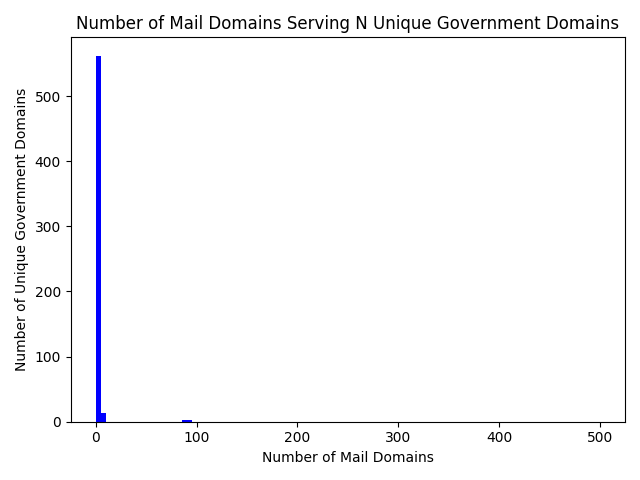 Number of Mail Domains Serving N Unique Government Domains
Number of Unique Government Domains
500
400
300
200
100
0
0 100 200 300 400 500
Number of Mail Domains